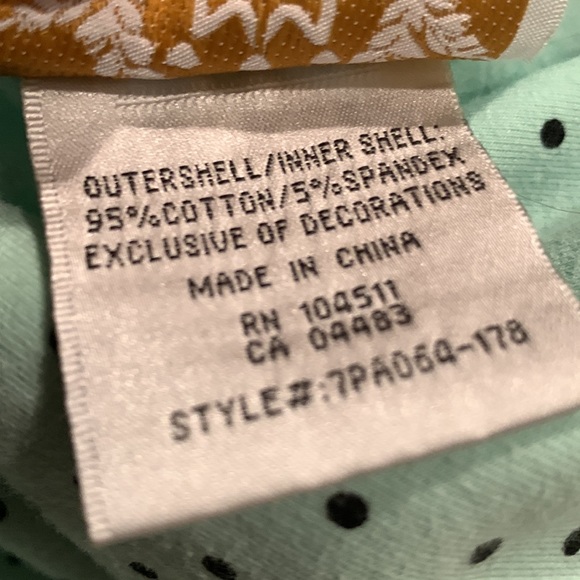 OUTERSHELL/INNER SHELL:
95%COTTON/5%SPANDEX
EXCLUSIVE OF DECORATIONS
MADE IN CHINA
RN 104511
CA 04483
STYLE#:7PA064-178